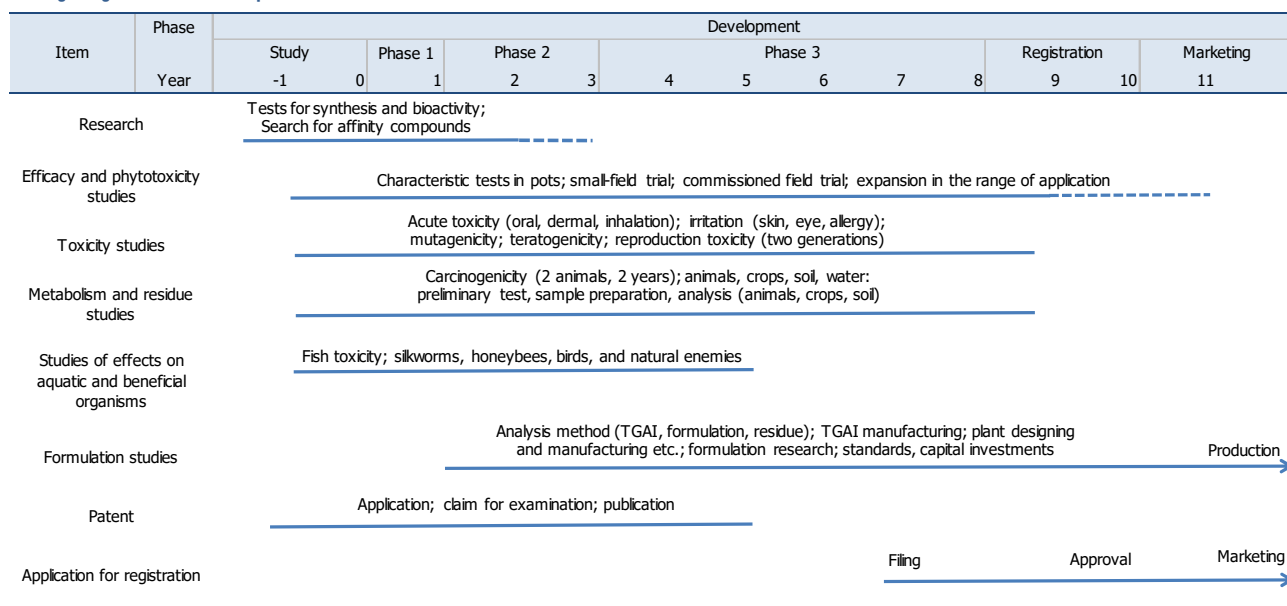 Phase
Development
Item
Study
Phase 1
Phase 2
Phase 3
Registration
Marketing
Year
-1 0 1 2 3 4 5 6 7 8 9 10 11
Research
Tests for synthesis and bioactivity;
Search for affinity compounds
Efficacy and phytotoxicity
studies
Characteristic tests in pots; small-field trial; commissioned field trial; expansion in the range of application
Toxicity studies
Acute toxicity (oral, dermal, inhalation); irritation (skin, eye, allergy);
mutagenicity; teratogenicity; reproduction toxicity (two generations)
Metabolism and residue
studies
Carcinogenicity (2 animals, 2 years); animals, crops, soil, water:
preliminary test, sample preparation, analysis (animals, crops, soil)
Studies of effects on
aquatic and beneficial
organisms
Fish toxicity; silkworms, honeybees, birds, and natural enemies
Formulation studies
Analysis method (TGAI, formulation, residue); TGAI manufacturing; plant designing
and manufacturing etc.; formulation research; standards, capital investments
Production
Patent
Application; claim for examination; publication
Application for registration
Filing
Approval
Marketing